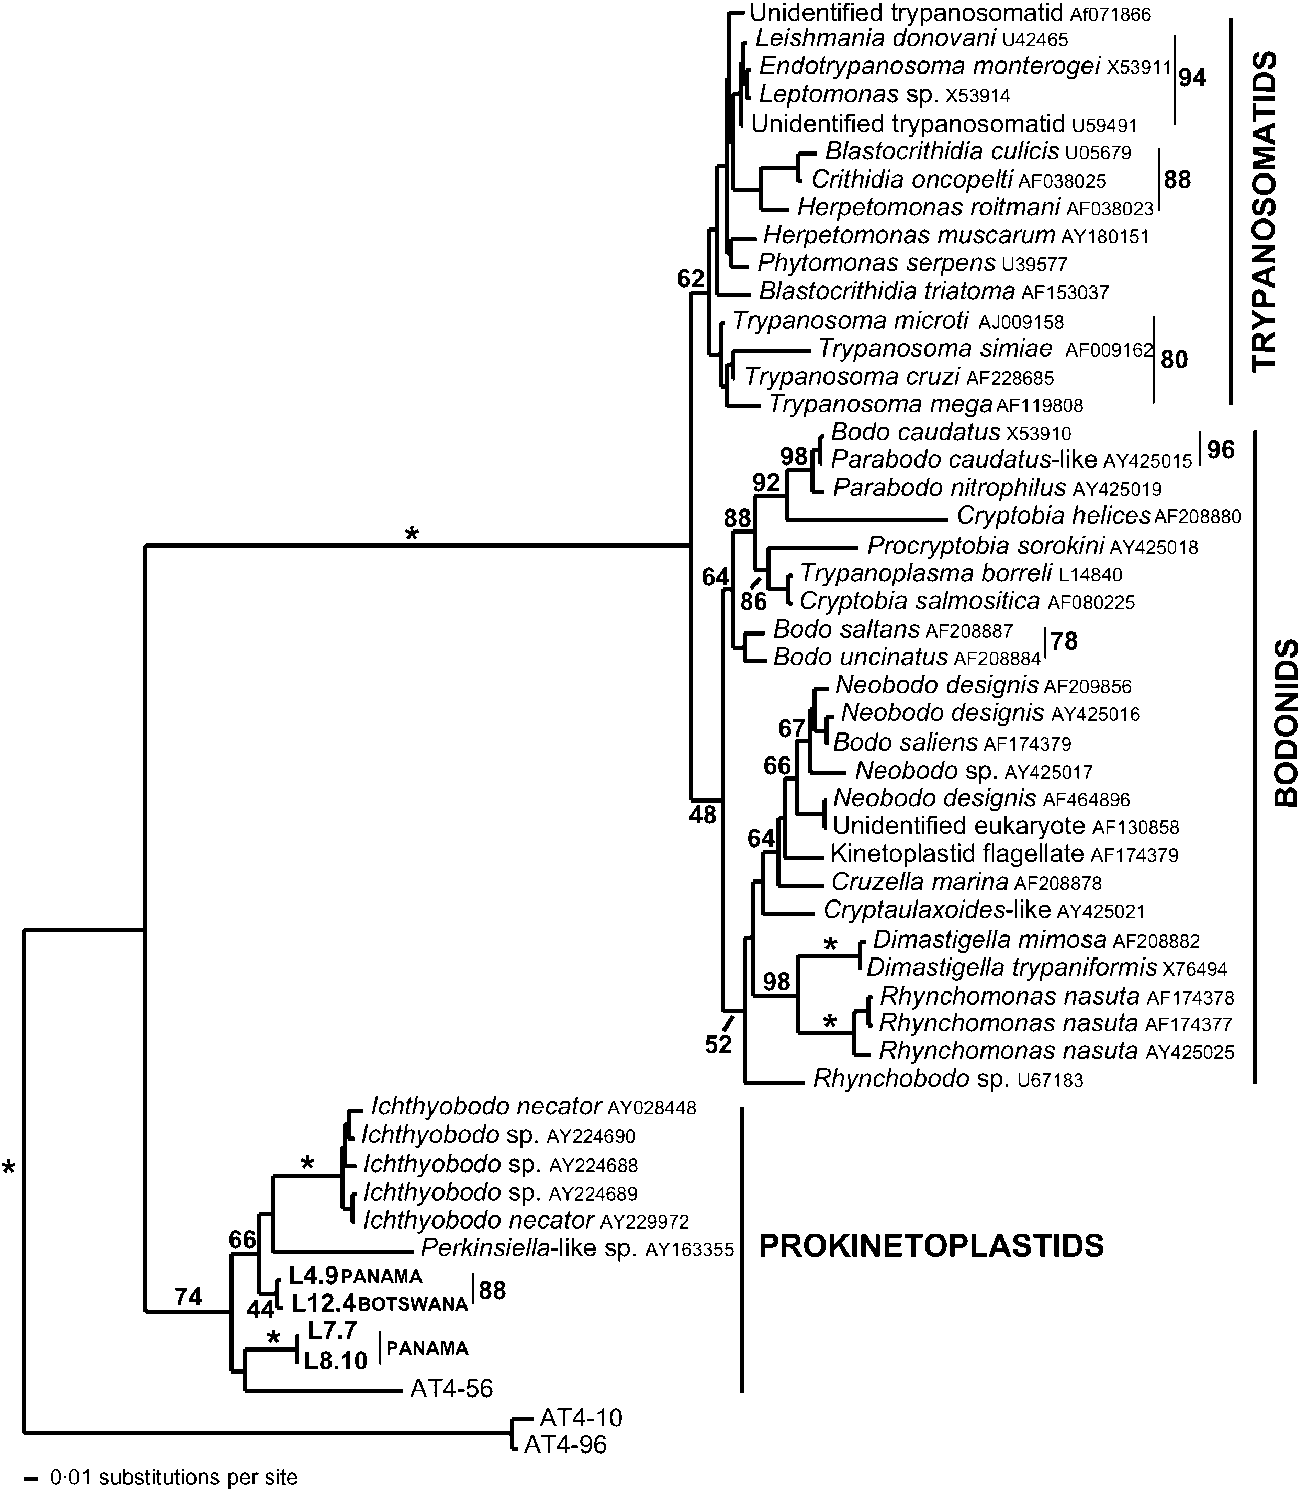 Unidentified trypanosomatid Af071866
Leishmania donovani U42465
Endotrypanosoma monterogei X53911
94
Leptomonas sp. X53914
Unidentified trypanosomatid U59491
Blastocrithidia culicis U05679
Crithidia oncopelti AF038025
88
Herpetomonas roitmani AF038023
Herpetomonas muscarum AY180151
Phytomonas serpens U39577
62
Blastocrithidia triatoma AF153037
Trypanosoma microti AJ009158
Trypanosoma simiae AF009162
80
Trypanosoma cruzi AF228685
Trypanosoma mega AF119808
TRYPANOSOMATIDS
Bodo caudatus X53910
96
98
Parabodo caudatus-like AY425015
92
Parabodo nitrophilus AY425019
88
Cryptobia helices AF208880
*
Procryptobia sorokini AY425018
64
Trypanoplasma borreli L14840
86
Cryptobia salmositica AF080225
Bodo saltans AF208887
78
Bodo uncinatus AF208884
Neobodo designis AF209856
Neobodo designis AY425016
67
Bodo saliens AF174379
66
Neobodo sp. AY425017
Neobodo designis AF464896
48
Unidentified eukaryote AF130858
64
Kinetoplastid flagellate AF174379
Cruzella marina AF208878
Cryptaulaxoides-like AY425021
*
Dimastigella mimosa AF208882
Dimastigella trypaniformis X76494
98
Rhynchomonas nasuta AF174378
*
Rhynchomonas nasuta AF174377
52
Rhynchomonas nasuta AY425025
Rhynchobodo sp. U67183
BODONIDS
Ichthyobodo necator AY028448
Ichthyobodo sp. AY224690
*
*
Ichthyobodo sp. AY224688
Ichthyobodo sp. AY224689
Ichthyobodo necator AY229972
66
Perkinsiella-like sp. AY163355
PROKINETOPLASTIDS
L4.9 PANAMA
88
74
44
L12.4 BOTSWANA
*
L7.7
PANAMA
L8.10
AT4-56
AT4-10
AT4-96
0·01 substitutions per site